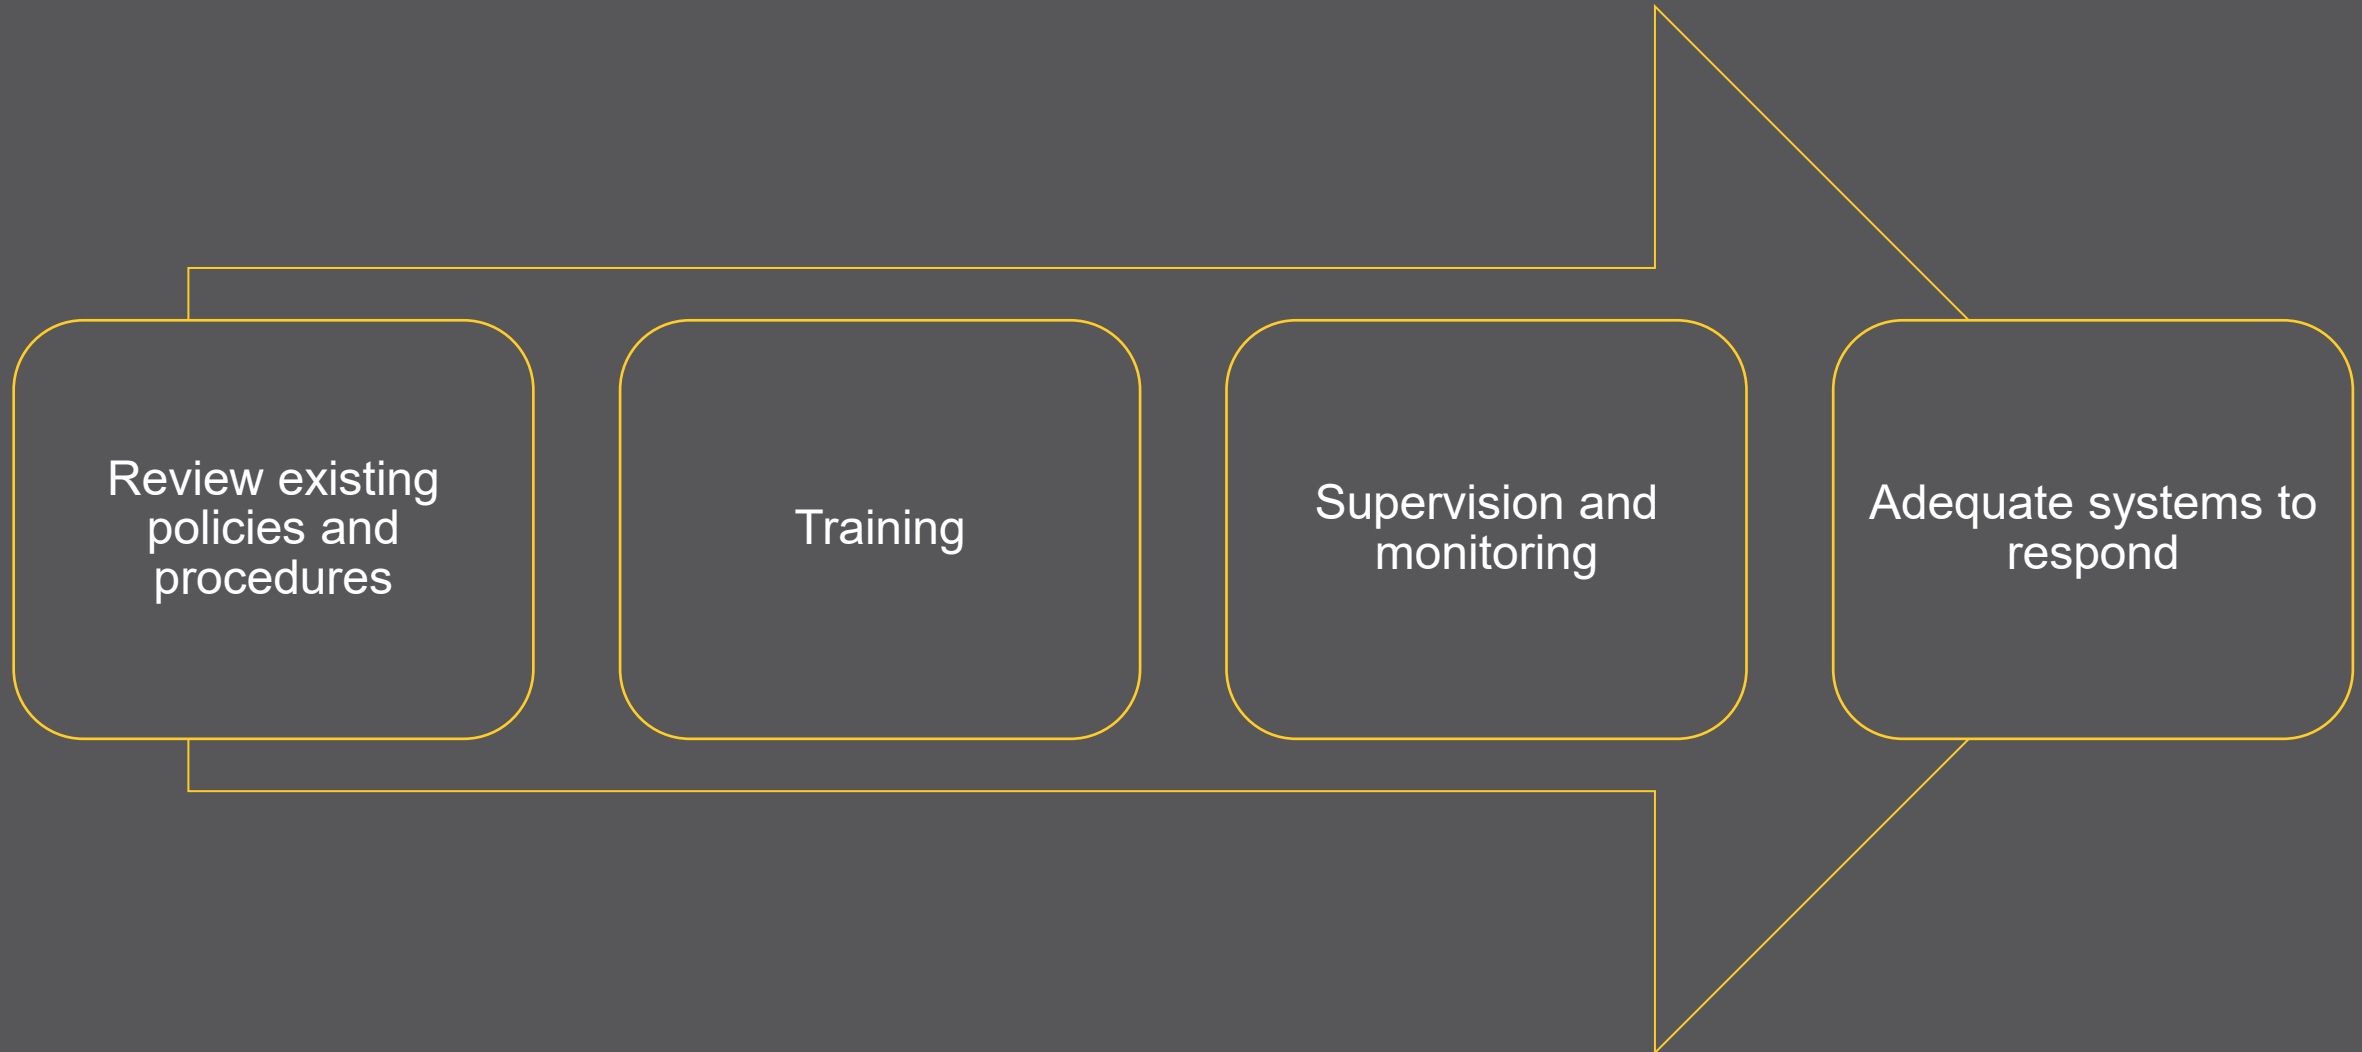 Review existing
policies and
procedures
Training
Supervision and
monitoring
Adequate systems to
respond